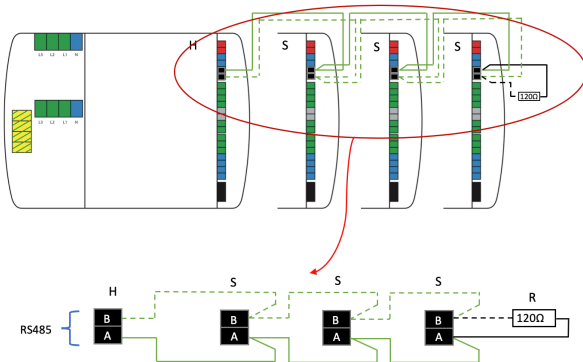 H S S S
L3 L2 L1 N
L3 L2 L1 N
120Ω
H S S S R
B B B B 120Ω
RS485
A A A A